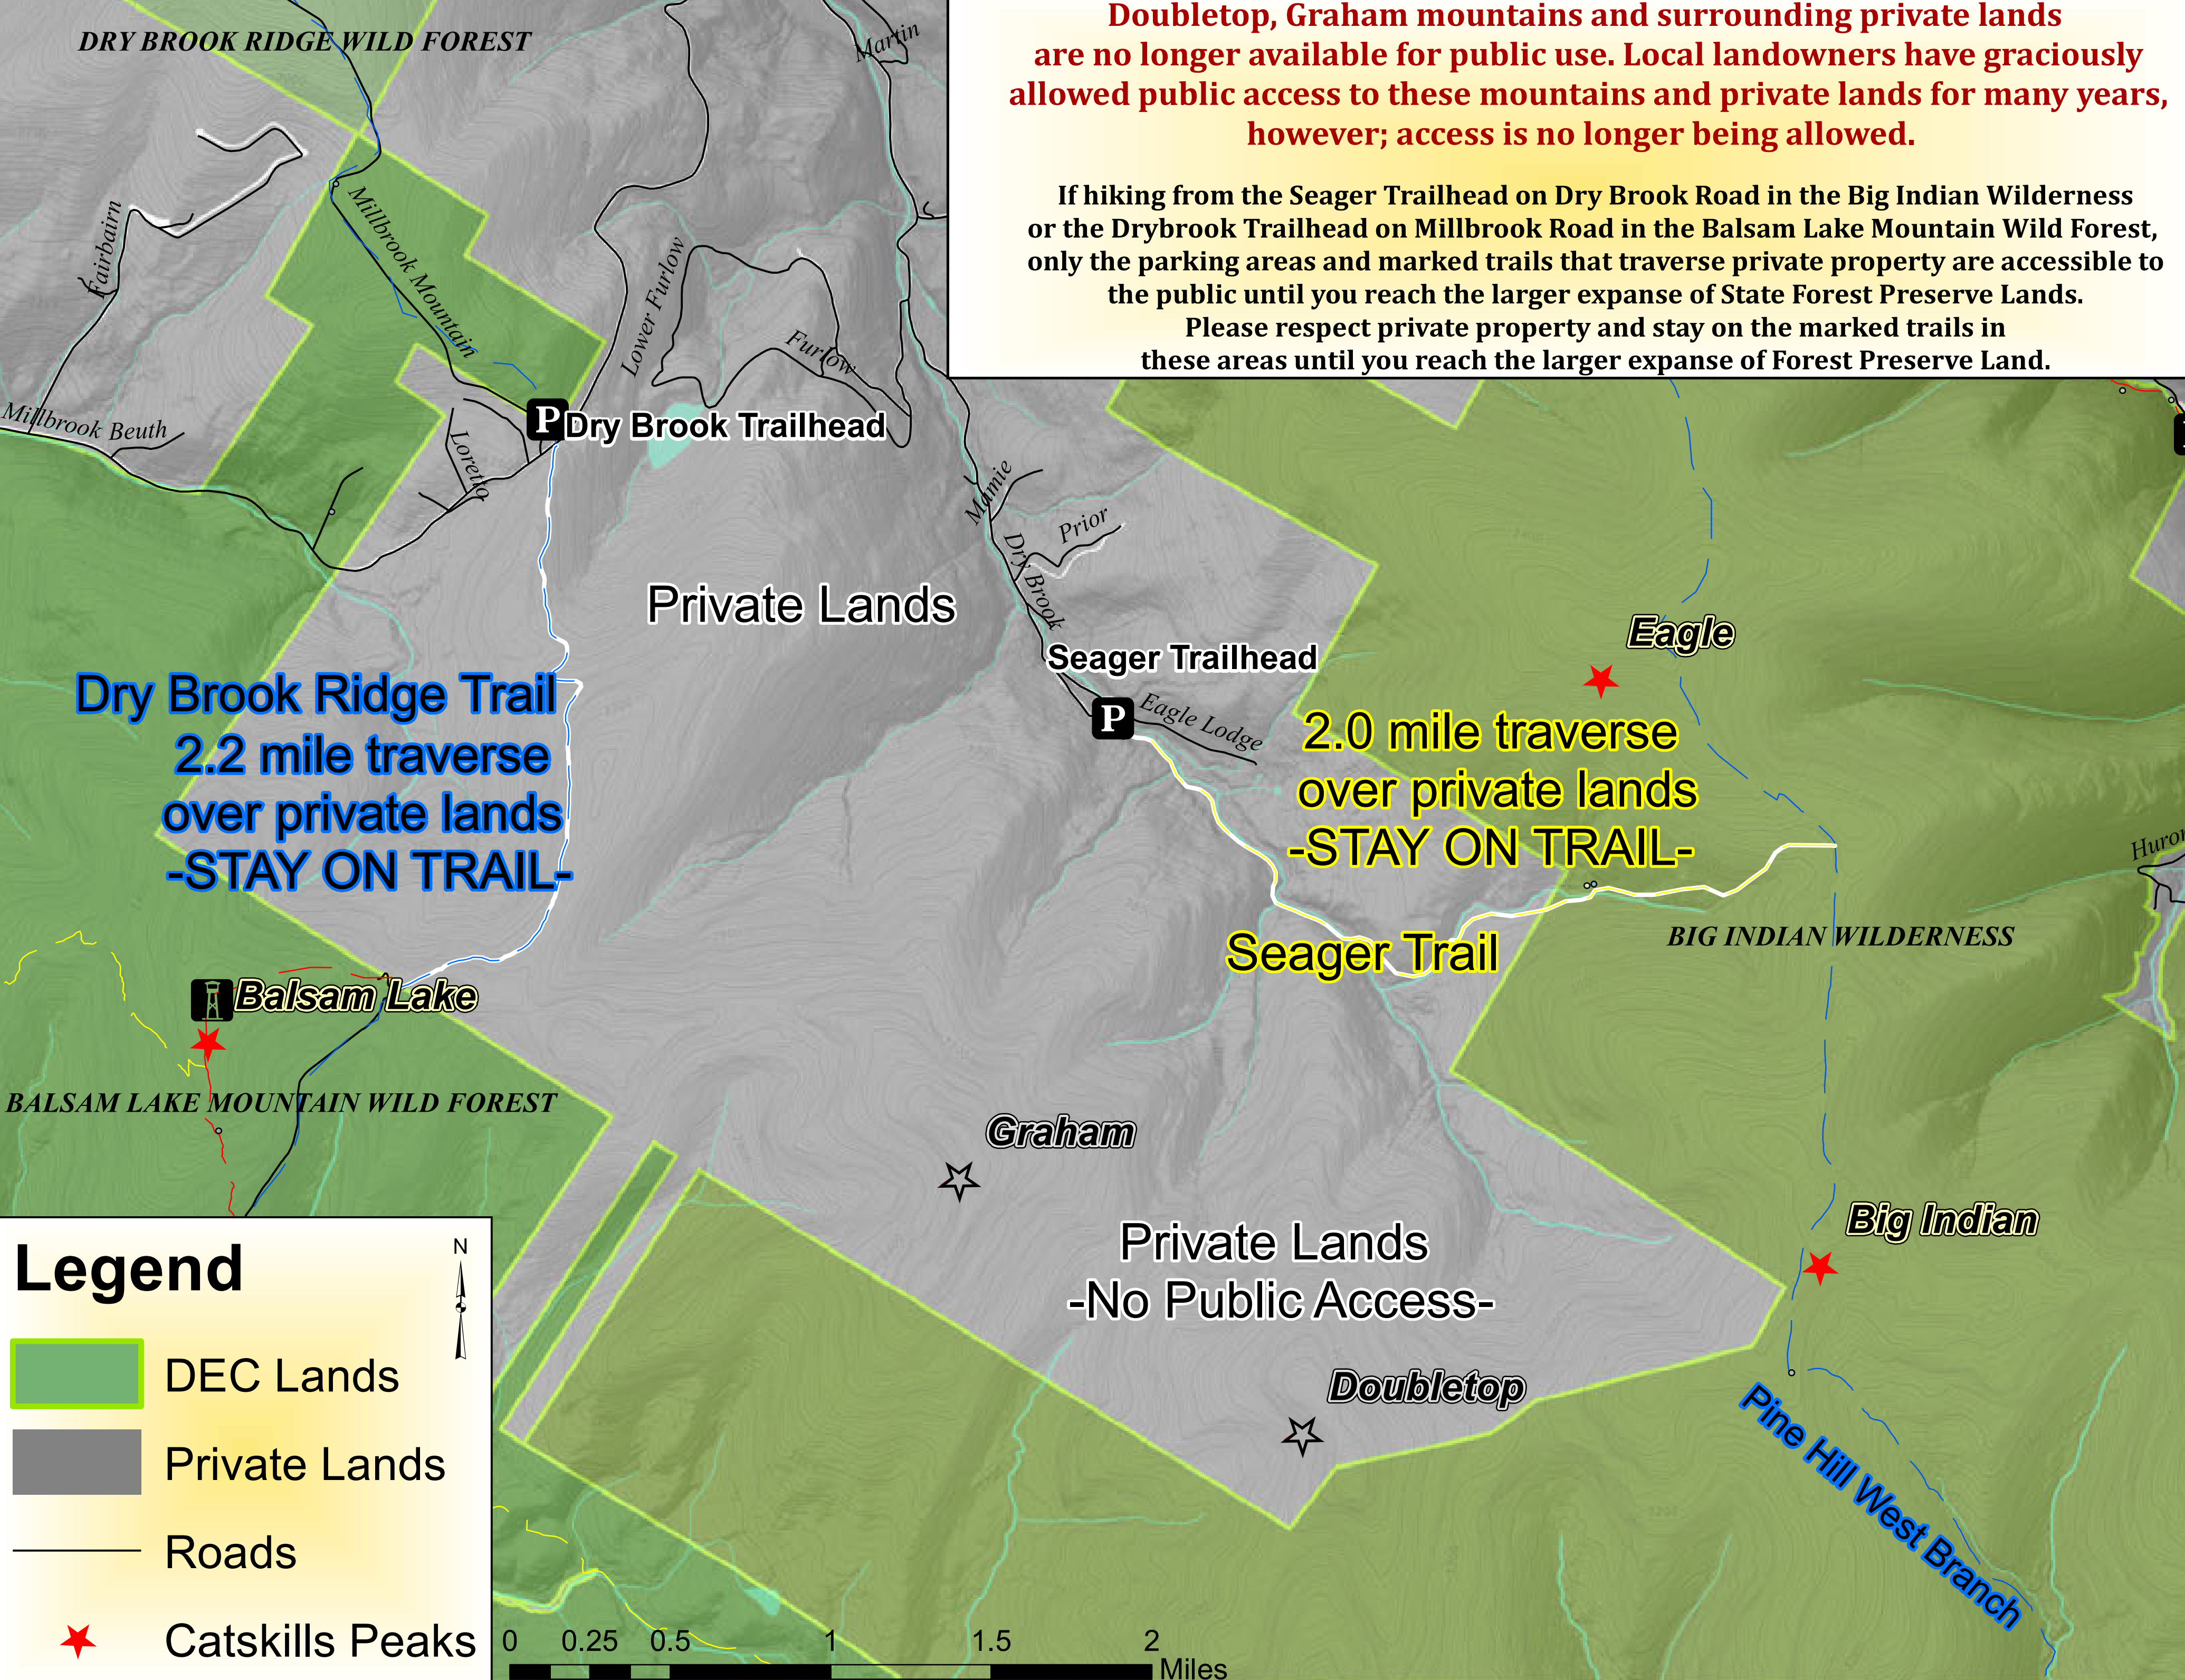 Doubletop, Graham mountains and surrounding private lands
are no longer available for public use. Local landowners have graciously
allowed public access to these mountains and private lands for many years,
however; access is no longer being allowed.
If hiking from the Seager Trailhead on Dry Brook Road in the Big Indian Wilderness
or the Drybrook Trailhead on Millbrook Road in the Balsam Lake Mountain Wild Forest,
only the parking areas and marked trails that traverse private property are accessible to
the public until you reach the larger expanse of State Forest Preserve Lands.
Please respect private property and stay on the marked trails in
these areas until you reach the larger expanse of Forest Preserve Land.
DRY BROOK RIDGE WILD FOREST
Martin
Fairbairn
Millbrook Mountain
Lower Furlow
Furlow
Millbrook Beuth
Loretto
P
Dry Brook Trailhead
Mamie
Prior
Dry Brook
Private Lands
Seager Trailhead
P
Eagle Lodge
Eagle
Dry Brook Ridge Trail
2.2 mile traverse
over private lands
-STAY ON TRAIL-
2.0 mile traverse
over private lands
-STAY ON TRAIL-
Seager Trail
BIG INDIAN WILDERNESS
Huron
Balsam Lake
BALSAM LAKE MOUNTAIN WILD FOREST
Graham
Private Lands
-No Public Access-
Big Indian
Doubletop
Pine Hill West Branch
Legend
N
DEC Lands
Private Lands
Roads
Catskills Peaks
0 0.25 0.5 1 1.5 2
Miles